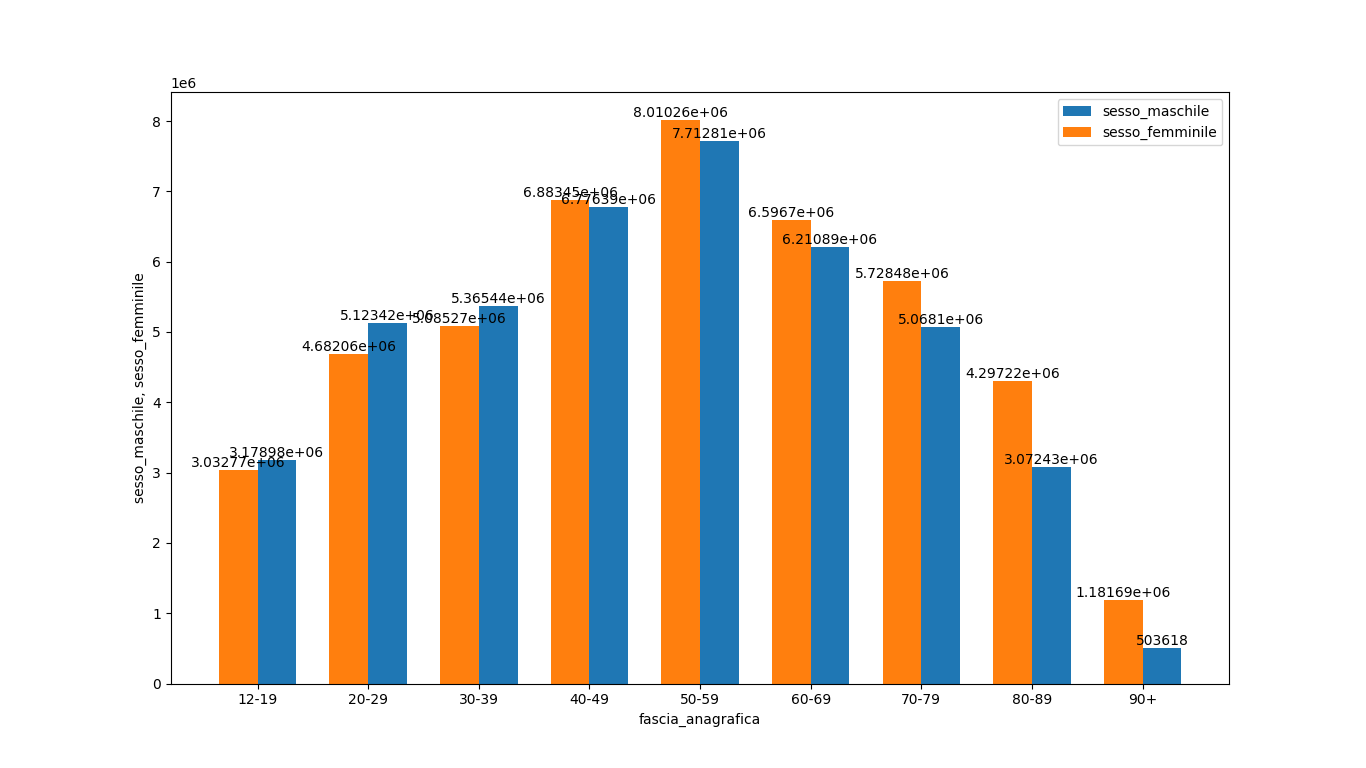 1e6
sesso_maschile
sesso_femminile
8
7
6
5
4
3
2
1
0
sesso_maschile, sesso_femminile
3.03277e+06
3.17898e+06
4.68206e+06
5.12342e+06
5.08527e+06
5.36544e+06
6.88345e+06
6.77639e+06
8.01026e+06
7.71281e+06
6.5967e+06
6.21089e+06
5.72848e+06
5.0681e+06
4.29722e+06
3.07243e+06
1.18169e+06
503618
12-19 20-29 30-39 40-49 50-59 60-69 70-79 80-89 90+
fascia_anagrafica